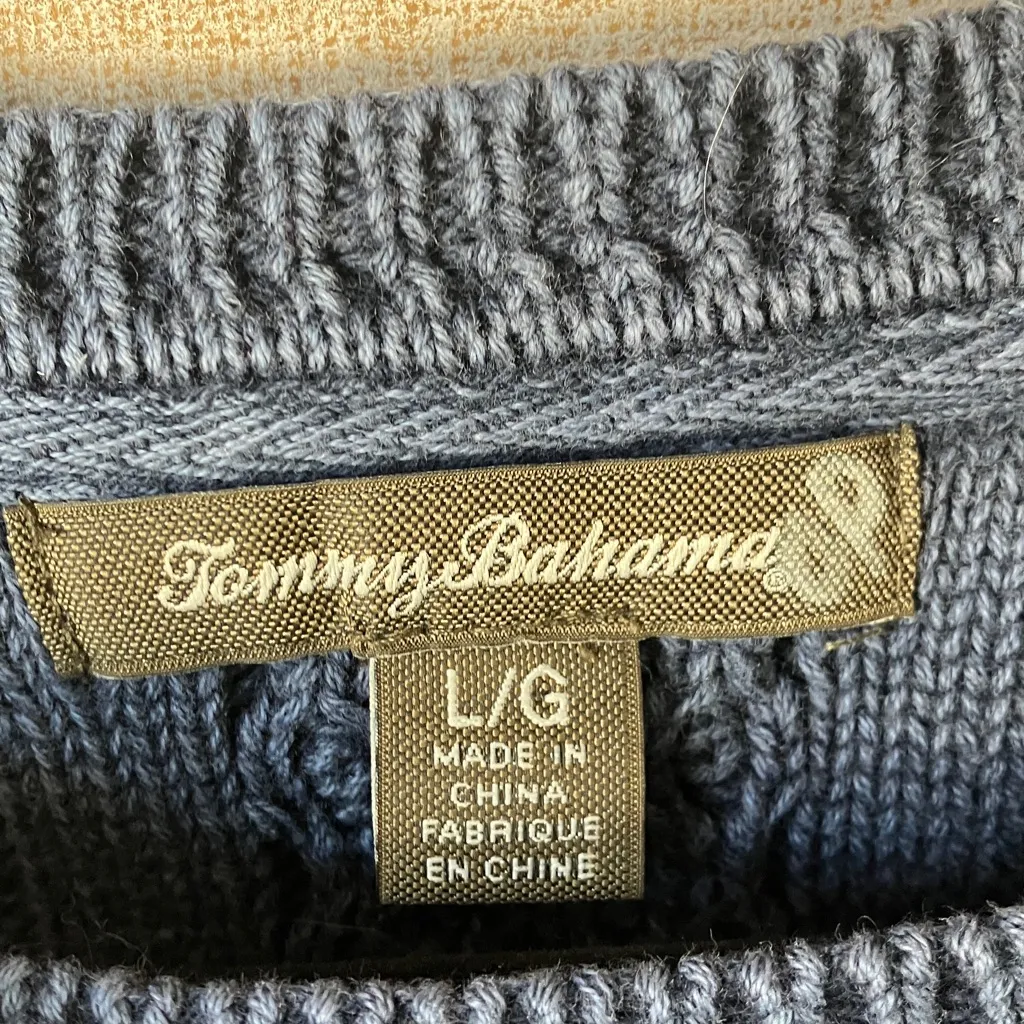 Tommy Bahama®
L/G
MADE IN
CHINA
FABRIQUE
EN CHINE